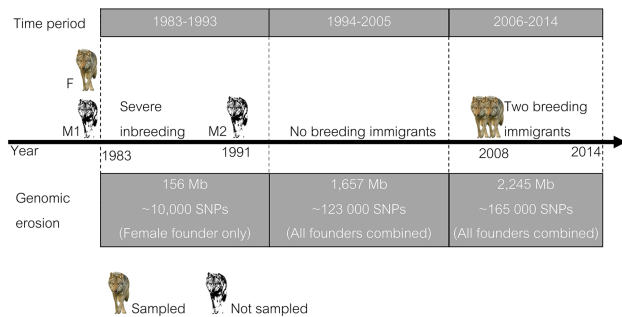 Time period
1983-1993
1994-2005
2006-2014
F
M1
Severe
inbreeding
M2
No breeding immigrants
Two breeding
immigrants
Year
1983
1991
2008
2014
Genomic
erosion
156 Mb
~10,000 SNPs
(Female founder only)
1,657 Mb
~123 000 SNPs
(All founders combined)
2,245 Mb
~165 000 SNPs
(All founders combined)
Sampled
Not sampled